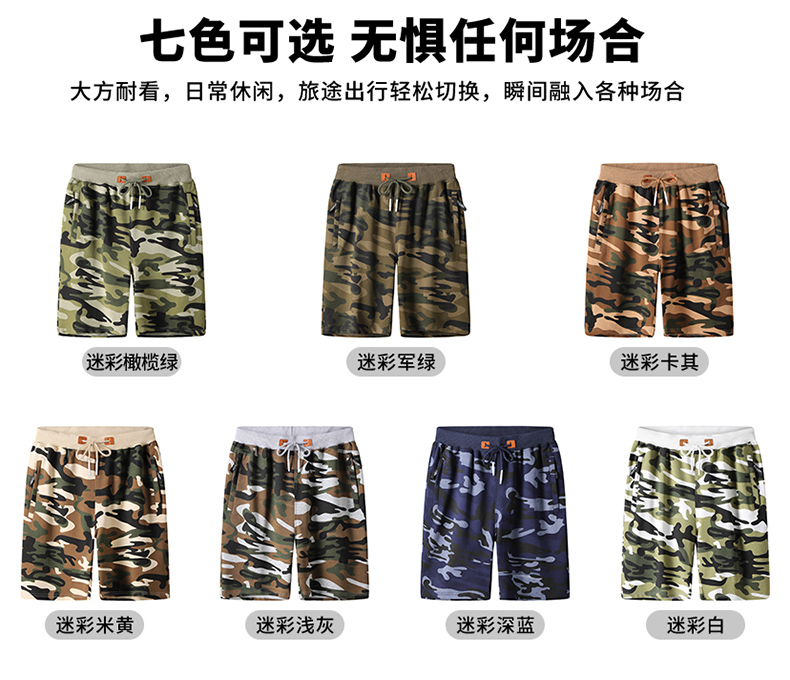 七色可选 无惧任何场合
大方耐看，日常休闲，旅途出行轻松切换，瞬间融入各种场合
迷彩橄榄绿
迷彩军绿
迷彩卡其
迷彩米黄
迷彩浅灰
迷彩深蓝
迷彩白